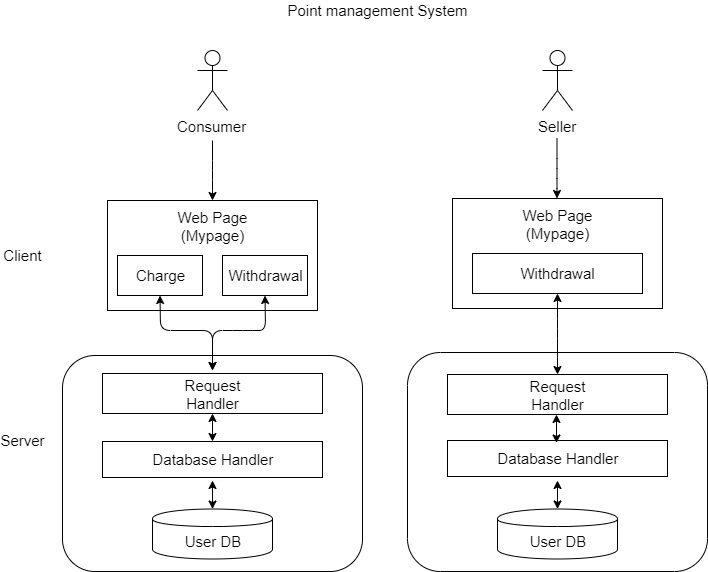 Point management System
Consumer
Seller
Client
Web Page
(Mypage)
Charge
Withdrawal
Web Page
(Mypage)
Withdrawal
Server
Request
Handler
Database Handler
User DB
Request
Handler
Database Handler
User DB